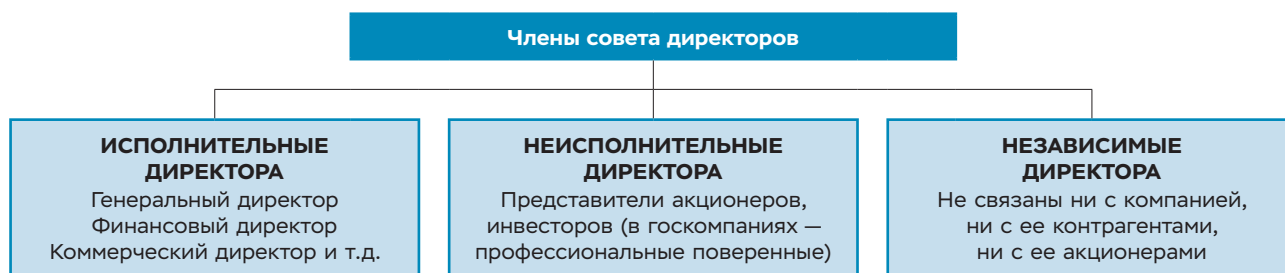 Члены совета директоров
ИСПОЛНИТЕЛЬНЫЕ
ДИРЕКТОРА
Генеральный директор
Финансовый директор
Коммерческий директор и т.д.
НЕИСПОЛНИТЕЛЬНЫЕ
ДИРЕКТОРА
Представители акционеров,
инвесторов (в госкомпаниях —
профессиональные поверенные)
НЕЗАВИСИМЫЕ
ДИРЕКТОРА
Не связаны ни с компанией,
ни с ее контрагентами,
ни с ее акционерами